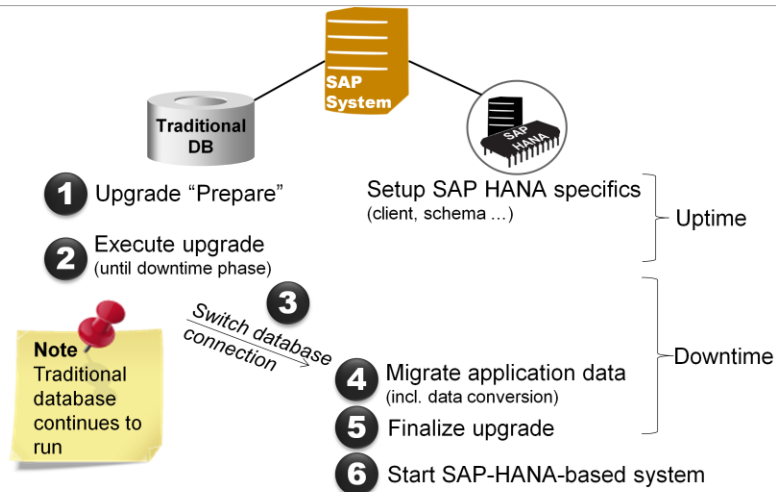 SAP
System
Traditional
DB
SAP
HANA
1 Upgrade “Prepare”
Setup SAP HANA specifics
(client, schema ...)
Uptime
2 Execute upgrade
(until downtime phase)
3
Switch database
connection
Note
Traditional
database
continues to
run
Downtime
4 Migrate application data
(incl. data conversion)
5 Finalize upgrade
6 Start SAP-HANA-based system